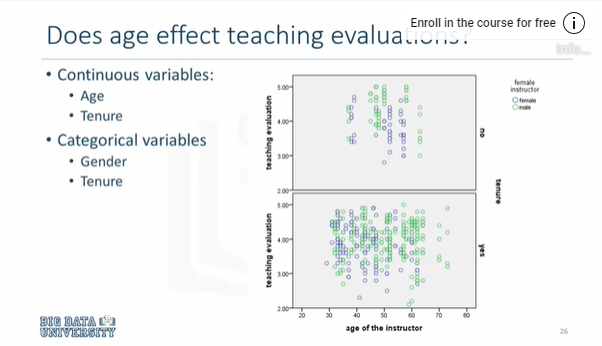 Enroll in the course for free
Does age effect teaching evaluations?
• Continuous variables:
• Age
• Tenure
• Categorical variables
• Gender
• Tenure
teaching evaluation
5.00
4.00
3.00
2.00
no
teaching evaluation
5.00
4.00
3.00
2.00
yes
tenure
20 30 40 50 60 70 80
age of the instructor
female
instructor
female
male
BIG DATA
UNIVERSITY
26